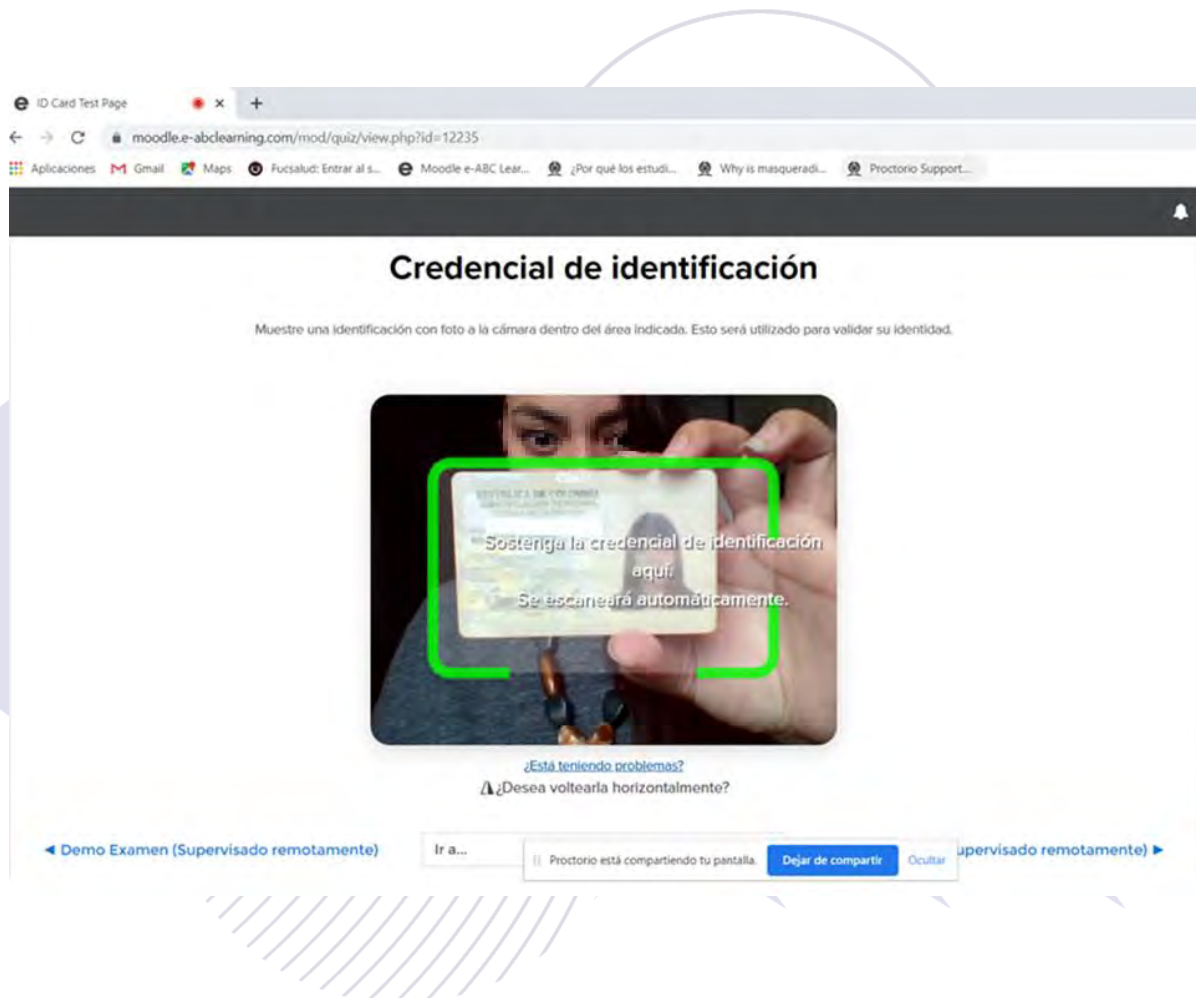 ID Card Test Page
moodle.e-abclearning.com/mod/quiz/view.php?id=12235
Aplicaciones Gmail Maps Fucsalud: Entrar al s... Moodle e-ABC Lear... ¿Por qué los estudi... Why is masqueradi... Proctorio Support...
Credencial de identificación
Muestre una identificación con foto a la cámara dentro del área indicada. Esto será utilizado para validar su identidad.
REPUBLICA DE COLOMBIA
Sostenga la credencial de identificación
aquí.
Se escaneará automáticamente.
¿Está teniendo problemas?
¿Desea voltearla horizontalmente?
◄ Demo Examen (Supervisado remotamente) Ir a... Proctorio está compartiendo tu pantalla. Dejar de compartir Ocultar upervisado remotamente) ►